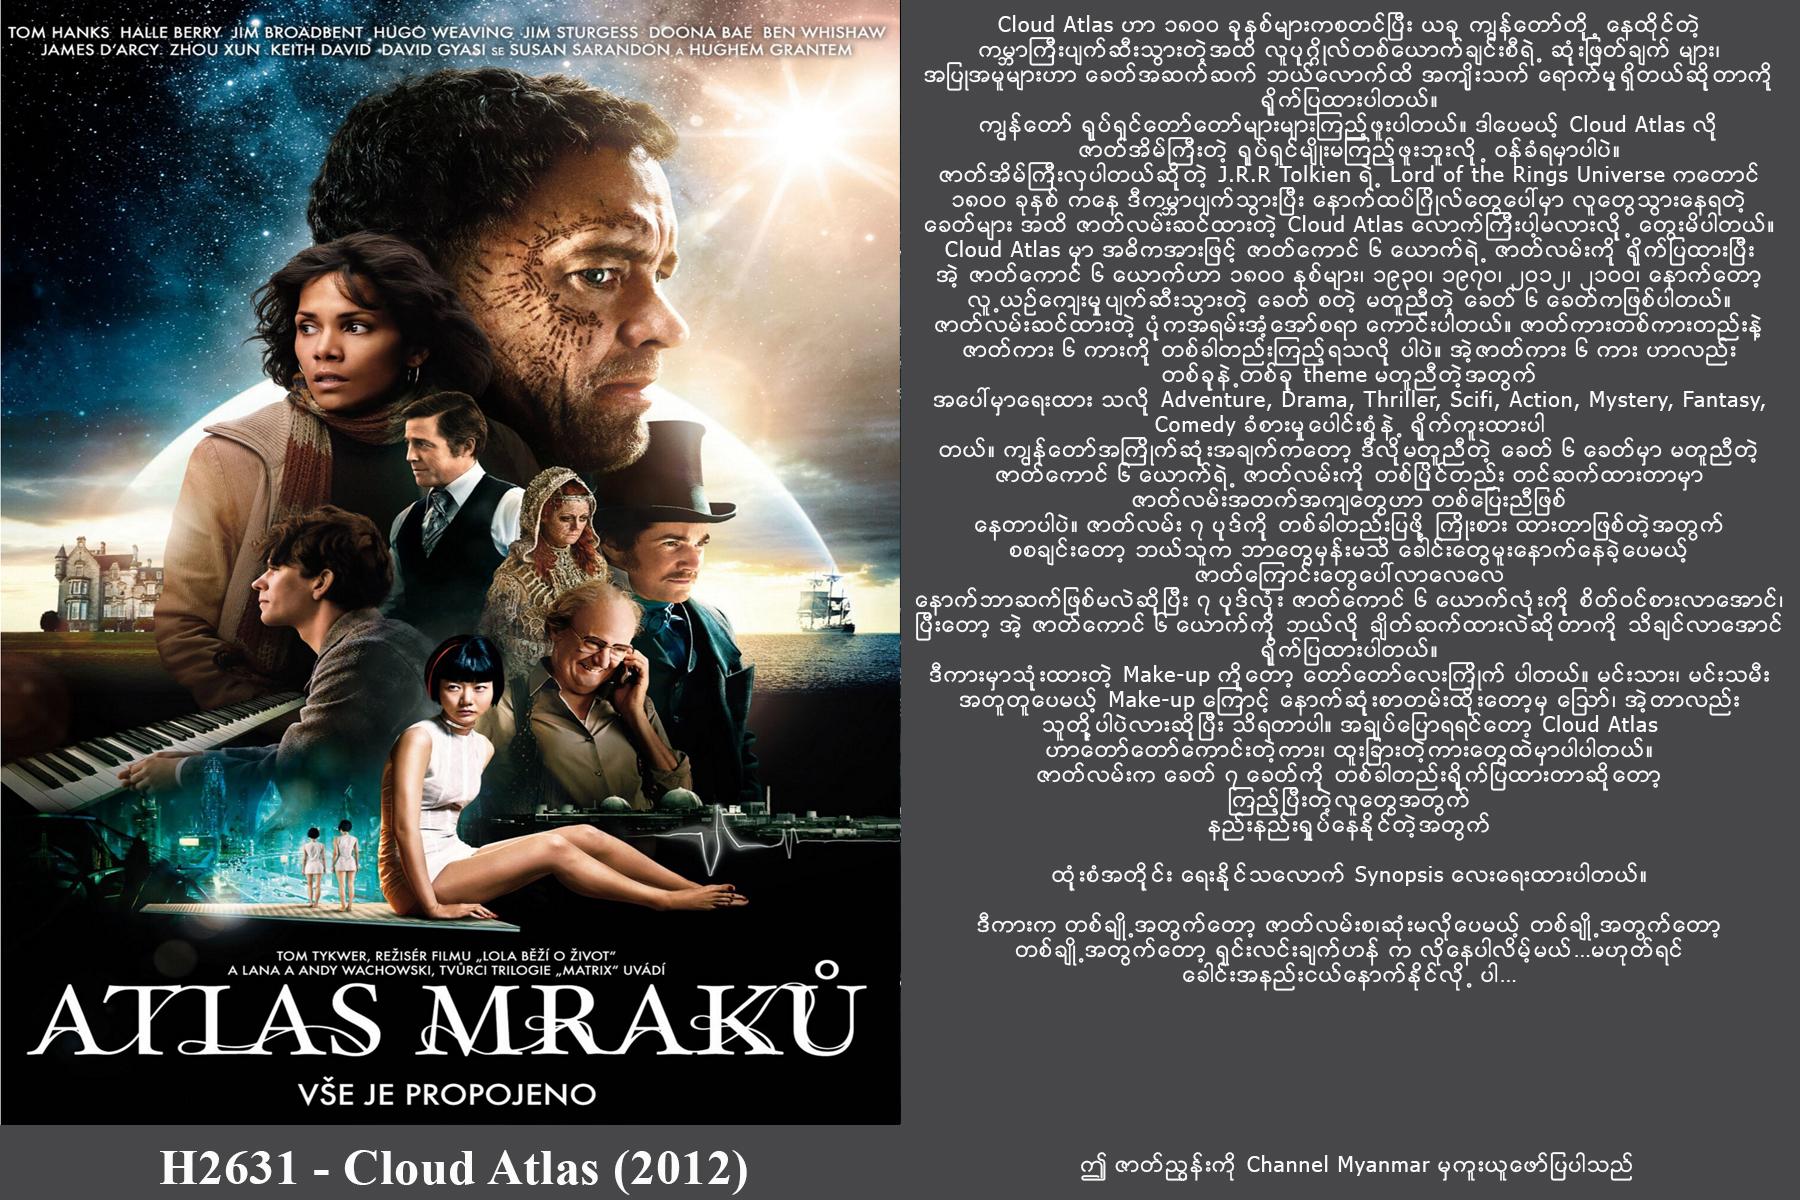 TOM HANKS HALLE BERRY JIM BROADBENT HUGO WEAVING JIM STURGESS DOONA BAE BEN WHISHAW
JAMES D'ARCY ZHOU XUN KEITH DAVID DAVID GYASI SE SUSAN SARANDON A HUGHEM GRANTEM
TOM TYKWER, REŽISÉR FILMU „LOLA BĚŽÍ O ŽIVOT“
A LANA A ANDY WACHOWSKI, TVŮRCI TRILOGIE „MATRIX“ UVÁDÍ
ATLAS MRAKŮ
VŠE JE PROPOJENO
H2631 - Cloud Atlas (2012)
Cloud Atlas ဟာ ၁၈၀၀ ခုနှစ်များကစတင်ပြီး ယခု ကျွန်တော်တို့ နေထိုင်တဲ့
ကမ္ဘာကြီးပျက်ဆီးသွားတဲ့အထိ လူပုဂ္ဂိုလ်တစ်ယောက်ချင်းစီရဲ့ ဆုံးဖြတ်ချက် များ၊
အပြုအမူများဟာ ခေတ်အဆက်ဆက် ဘယ်လောက်ထိ အကျိုးသက် ရောက်မှုရှိတယ်ဆိုတာကို
ရိုက်ပြထားပါတယ်။
ကျွန်တော် ရုပ်ရှင်တော်တော်များများကြည့်ဖူးပါတယ်။ ဒါပေမယ့် Cloud Atlas လို
ဇာတ်အိမ်ကြီးတဲ့ ရုပ်ရှင်မျိုးမကြည့်ဖူးဘူးလို့ ဝန်ခံရမှာပါပဲ။
ဇာတ်အိမ်ကြီးလှပါတယ်ဆိုတဲ့ J.R.R Tolkien ရဲ့ Lord of the Rings Universe ကတောင်
၁၈၀၀ ခုနှစ် ကနေ ဒီကမ္ဘာပျက်သွားပြီး နောက်ထပ်ဂြိုလ်တွေပေါ်မှာ လူတွေသွားနေရတဲ့
ခေတ်များ အထိ ဇာတ်လမ်းဆင်ထားတဲ့ Cloud Atlas လောက်ကြီးပါ့မလားလို့ တွေးမိပါတယ်။
Cloud Atlas မှာ အဓိကအားဖြင့် ဇာတ်ကောင် ၆ ယောက်ရဲ့ ဇာတ်လမ်းကို ရိုက်ပြထားပြီး
အဲ့ ဇာတ်ကောင် ၆ ယောက်ဟာ ၁၈၀၀ နှစ်များ၊ ၁၉၃၀၊ ၁၉၇၀၊ ၂၀၁၂၊ ၂၁၀၀၊ နောက်တော့
လူ့ယဉ်ကျေးမှုပျက်ဆီးသွားတဲ့ ခေတ် စတဲ့ မတူညီတဲ့ ခေတ် ၆ ခေတ်ကဖြစ်ပါတယ်။
ဇာတ်လမ်းဆင်ထားတဲ့ ပုံကအရမ်းအံ့အော်စရာ ကောင်းပါတယ်။ ဇာတ်ကားတစ်ကားတည်းနဲ့
ဇာတ်ကား ၆ ကားကို တစ်ခါတည်းကြည့်ရသလို ပါပဲ။ အဲ့ဇာတ်ကား ၆ ကား ဟာလည်း
တစ်ခုနဲ့တစ်ခု theme မတူညီတဲ့အတွက်
အပေါ်မှာရေးထား သလို Adventure, Drama, Thriller, Scifi, Action, Mystery, Fantasy,
Comedy ခံစားမှုပေါင်းစုံနဲ့ ရိုက်ကူးထားပါ
တယ်။ ကျွန်တော်အကြိုက်ဆုံးအချက်ကတော့ ဒီလိုမတူညီတဲ့ ခေတ် ၆ ခေတ်မှာ မတူညီတဲ့
ဇာတ်ကောင် ၆ ယောက်ရဲ့ ဇာတ်လမ်းကို တစ်ပြိုင်တည်း တင်ဆက်ထားတာမှာ
ဇာတ်လမ်းအတက်အကျတွေဟာ တစ်ပြေးညီဖြစ်
နေတာပါပဲ။ ဇာတ်လမ်း ၇ ပုဒ်ကို တစ်ခါတည်းပြဖို့ ကြိုးစား ထားတာဖြစ်တဲ့အတွက်
စစချင်းတော့ ဘယ်သူက ဘာတွေမှန်းမသိ ခေါင်းတွေမူးနောက်နေခဲ့ပေမယ့်
ဇာတ်ကြောင်းတွေပေါ်လာလေလေ
နောက်ဘာဆက်ဖြစ်မလဲဆိုပြီး ၇ ပုဒ်လုံး ဇာတ်ကောင် ၆ ယောက်လုံးကို စိတ်ဝင်စားလာအောင်၊
ပြီးတော့ အဲ့ ဇာတ်ကောင် ၆ ယောက်ကို ဘယ်လို ချိတ်ဆက်ထားလဲဆိုတာကို သိချင်လာအောင်
ရိုက်ပြထားပါတယ်။
ဒီကားမှာသုံးထားတဲ့ Make-up ကိုတော့ တော်တော်လေးကြိုက် ပါတယ်။ မင်းသား၊ မင်းသမီး
အတူတူပေမယ့် Make-up ကြောင့် နောက်ဆုံးစာတမ်းထိုးတော့မှ ဪ၊ အဲ့တာလည်း
သူတို့ပါပဲလားဆိုပြီး သိရတာပါ။ အချုပ်ပြောရရင်တော့ Cloud Atlas
ဟာတော်တော်ကောင်းတဲ့ကား၊ ထူးခြားတဲ့ကားတွေထဲမှာပါပါတယ်။
ဇာတ်လမ်းက ခေတ် ၇ ခေတ်ကို တစ်ခါတည်းရိုက်ပြထားတာဆိုတော့
ကြည့်ပြီးတဲ့လူတွေအတွက်
နည်းနည်းရှုပ်နေနိုင်တဲ့အတွက်
ထုံးစံအတိုင်း ရေးနိုင်သလောက် Synopsis လေးရေးထားပါတယ်။
ဒီကားက တစ်ချို့အတွက်တော့ ဇာတ်လမ်းစ၊ဆုံးမလိုပေမယ့် တစ်ချို့အတွက်တော့
တစ်ချို့အတွက်တော့ ရှင်းလင်းချက်ဟန် က လိုနေပါလိမ့်မယ်...မဟုတ်ရင်
ခေါင်းအနည်းငယ်နောက်နိုင်လို့ ပါ...
ဤ ဇာတ်ညွှန်းကို Channel Myanmar မှကူးယူဖော်ပြပါသည်